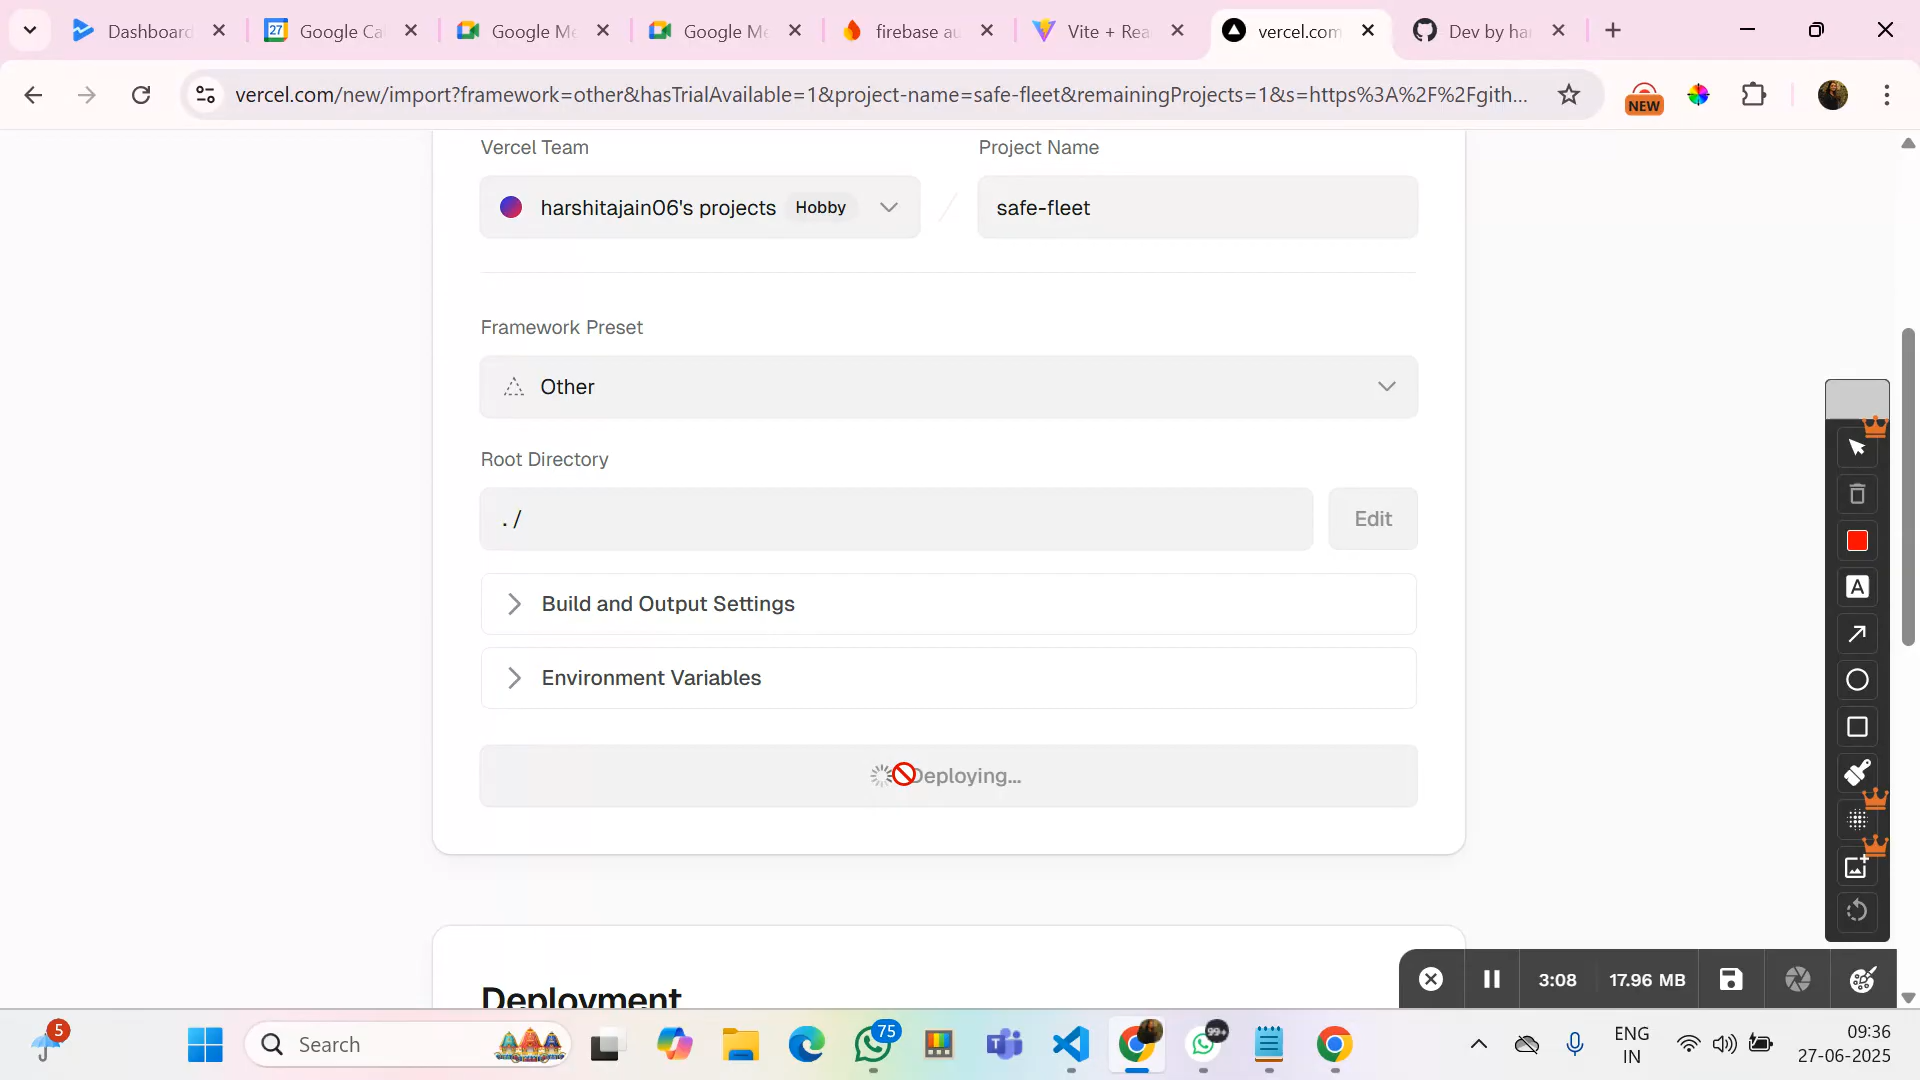 Dashboard
Google Ca
Google Me
Google Me
firebase au
Vite + Rea
vercel.com
Dev by har
vercel.com/new/import?framework=other&hasTrialAvailable=1&project-name=safe-fleet&remainingProjects=1&s=https%3A%2F%2Fgith...
NEW
Vercel Team
Project Name
harshitajain06's projects
Hobby
safe-fleet
Framework Preset
Other
Root Directory
./
Edit
Build and Output Settings
Environment Variables
Deploying...
Deployment
3:08
17.96 MB
5
Search
75
99+
ENG
IN
09:36
27-06-2025